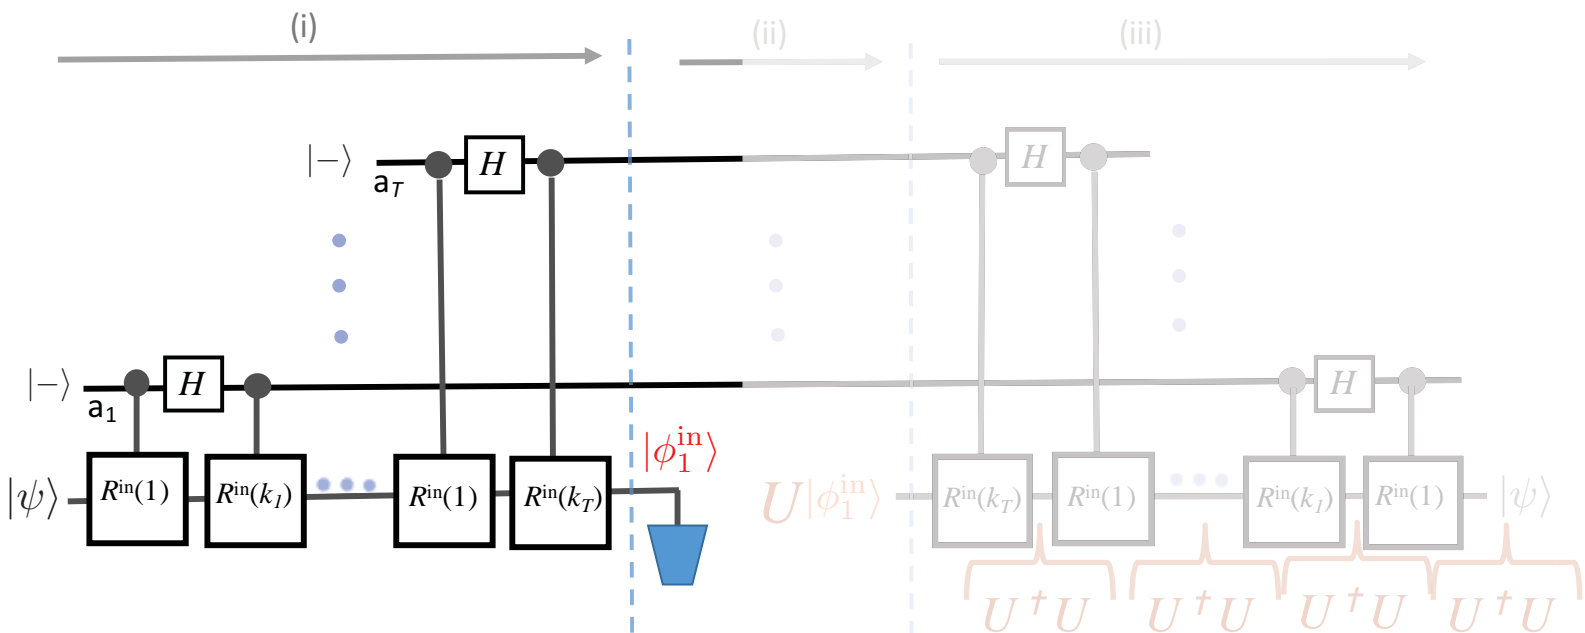 (i) (ii) (iii)
|−⟩ H H
a_T
|−⟩ H H
a_1
|ϕ_1^in⟩
|ψ⟩ R^in(1) R^in(k_1) R^in(1) R^in(k_T) U|ϕ_1^in⟩ R^in(k_T) R^in(1) R^in(k_1) R^in(1) |ψ⟩
U†U U†U U†U U†U